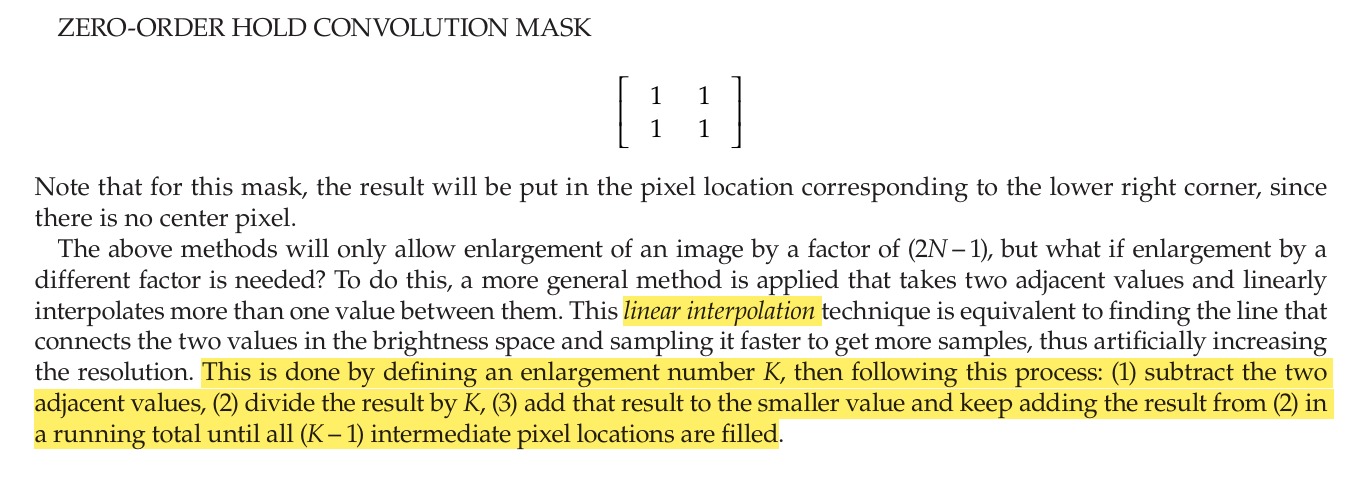 ZERO-ORDER HOLD CONVOLUTION MASK
1 1
1 1
Note that for this mask, the result will be put in the pixel location corresponding to the lower right corner, since
there is no center pixel.
The above methods will only allow enlargement of an image by a factor of (2N – 1), but what if enlargement by a
different factor is needed? To do this, a more general method is applied that takes two adjacent values and linearly
interpolates more than one value between them. This linear interpolation technique is equivalent to finding the line that
connects the two values in the brightness space and sampling it faster to get more samples, thus artificially increasing
the resolution. This is done by defining an enlargement number K, then following this process: (1) subtract the two
adjacent values, (2) divide the result by K, (3) add that result to the smaller value and keep adding the result from (2) in
a running total until all (K – 1) intermediate pixel locations are filled.